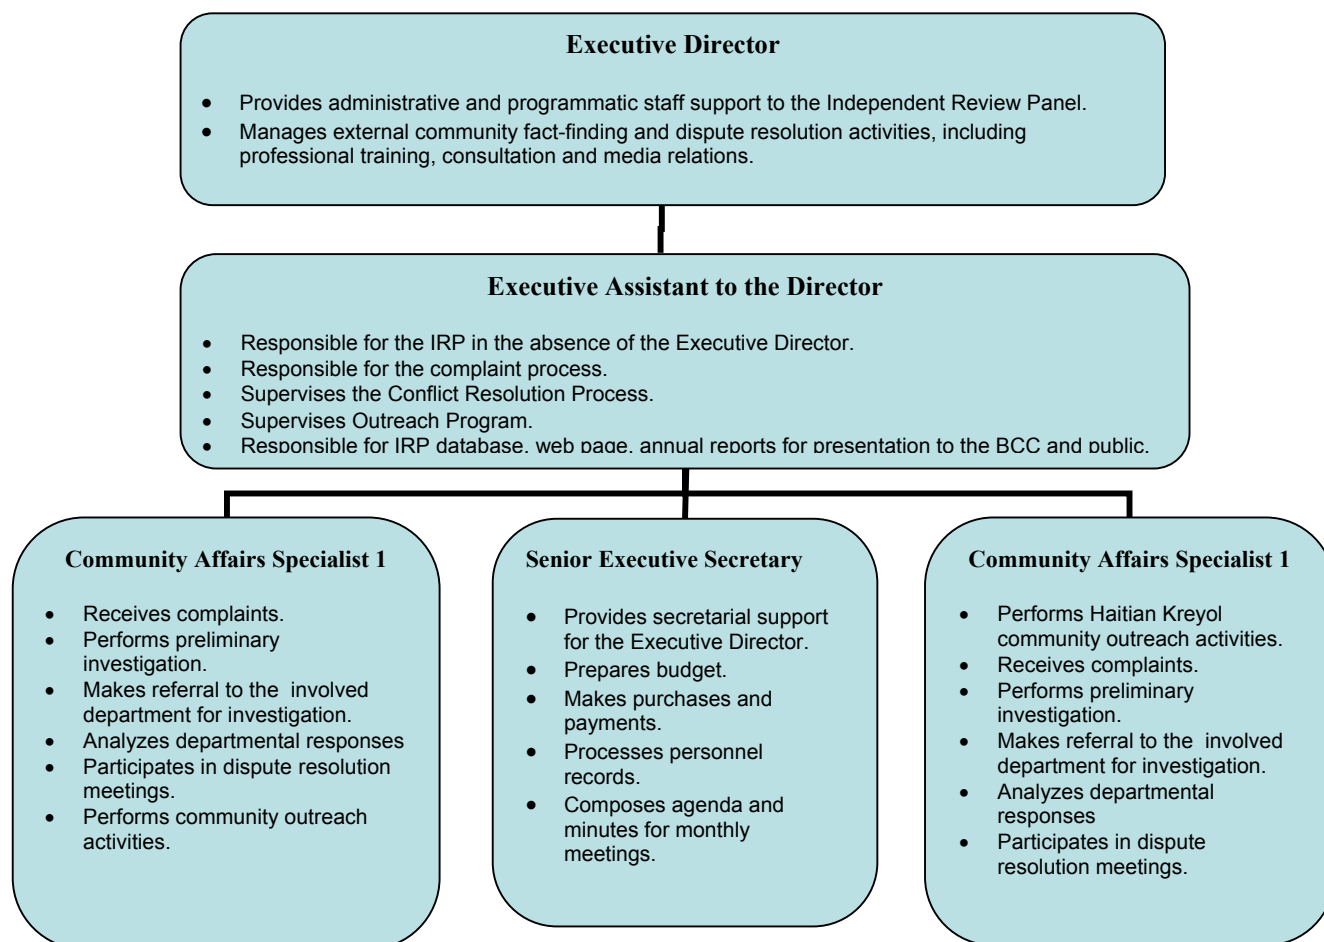 Executive Director
• Provides administrative and programmatic staff support to the Independent Review Panel.
• Manages external community fact-finding and dispute resolution activities, including
professional training, consultation and media relations.
Executive Assistant to the Director
• Responsible for the IRP in the absence of the Executive Director.
• Responsible for the complaint process.
• Supervises the Conflict Resolution Process.
• Supervises Outreach Program.
• Responsible for IRP database, web page, annual reports for presentation to the BCC and public.
Community Affairs Specialist 1
• Receives complaints.
• Performs preliminary
investigation.
• Makes referral to the  involved
department for investigation.
• Analyzes departmental responses
• Participates in dispute resolution
meetings.
• Performs community outreach
activities.
Senior Executive Secretary
• Provides secretarial support
for the Executive Director.
• Prepares budget.
• Makes purchases and
payments.
• Processes personnel
records.
• Composes agenda and
minutes for monthly
meetings.
Community Affairs Specialist 1
• Performs Haitian Kreyol
community outreach activities.
• Receives complaints.
• Performs preliminary
investigation.
• Makes referral to the  involved
department for investigation.
• Analyzes departmental
responses
• Participates in dispute
resolution meetings.